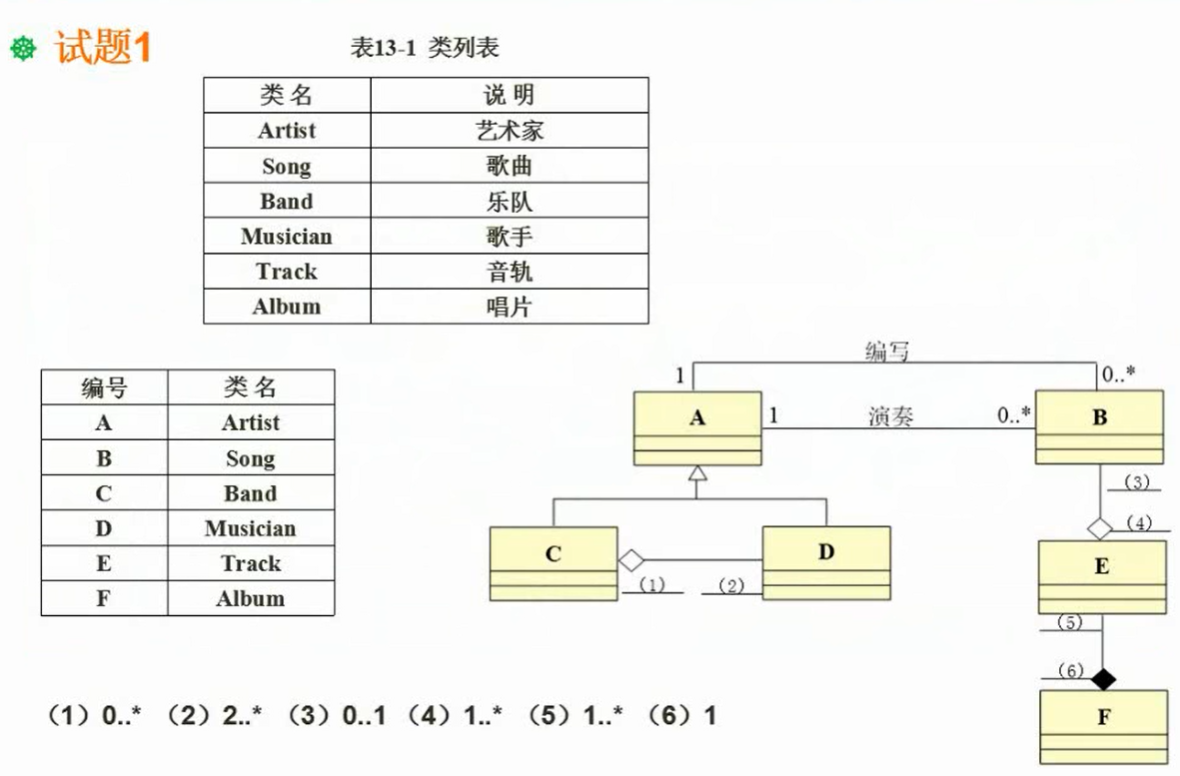 试题1
表13-1 类列表
类 名 说 明
Artist 艺术家
Song 歌曲
Band 乐队
Musician 歌手
Track 音轨
Album 唱片
编号 类 名
A Artist
B Song
C Band
D Musician
E Track
F Album
编写
1 0..*
A 1 演奏 0..* B
(3)
(4)
C D E
(1) (2)
(5)
(6)
F
（1）0..* （2）2..* （3）0..1 （4）1..* （5）1..* （6）1